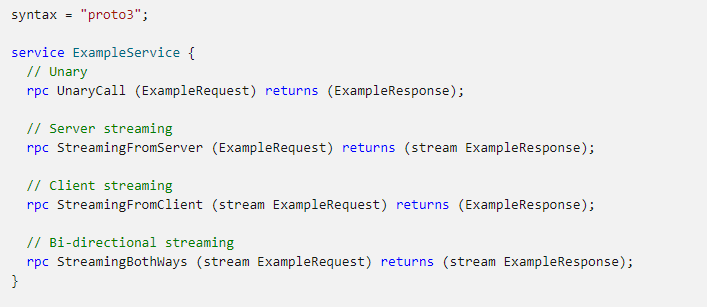 syntax = "proto3";
service ExampleService {
// Unary
rpc UnaryCall (ExampleRequest) returns (ExampleResponse);
// Server streaming
rpc StreamingFromServer (ExampleRequest) returns (stream ExampleResponse);
// Client streaming
rpc StreamingFromClient (stream ExampleRequest) returns (ExampleResponse);
// Bi-directional streaming
rpc StreamingBothWays (stream ExampleRequest) returns (stream ExampleResponse);
}